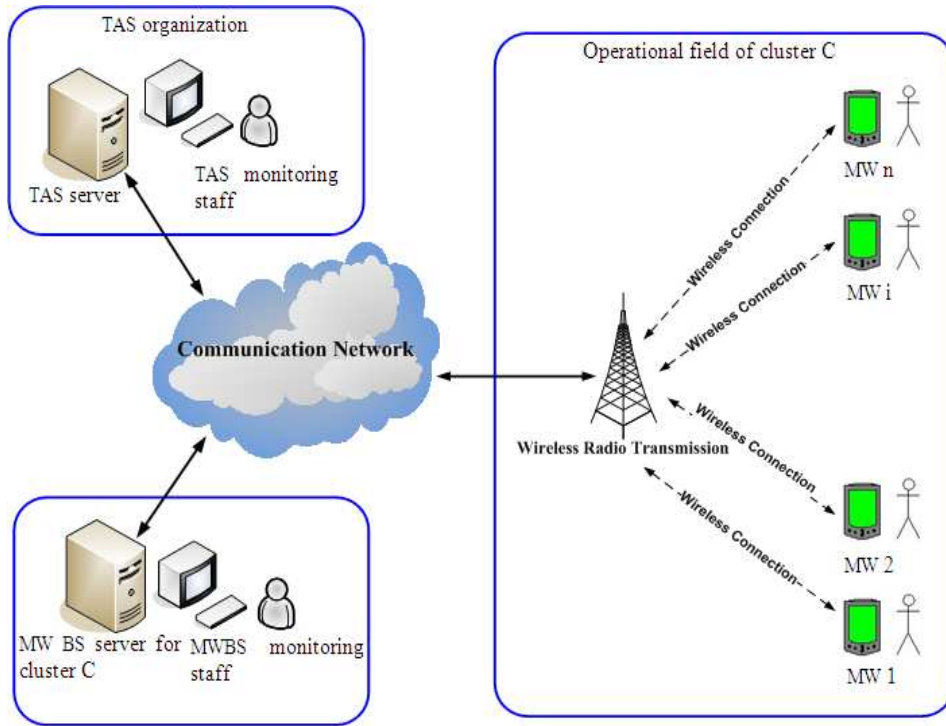 TAS organization
TAS server
TAS monitoring
staff
Communication Network
MW BS server for
cluster C
MWBS monitoring
staff
Operational field of cluster C
MW n
Wireless Connection
MW i
Wireless Connection
Wireless Radio Transmission
Wireless Connection
MW 2
Wireless Connection
MW 1